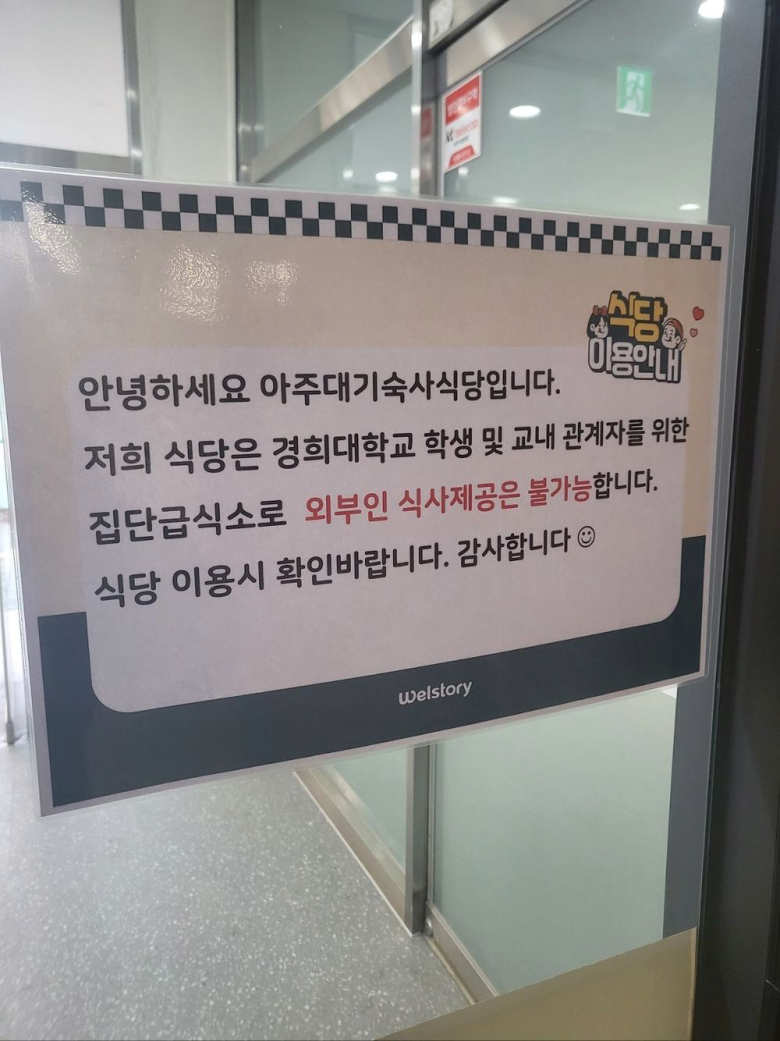 kt
식당
이용안내
안녕하세요 아주대기숙사식당입니다.
저희 식당은 경희대학교 학생 및 교내 관계자를 위한
집단급식소로 외부인 식사제공은 불가능합니다.
식당 이용시 확인바랍니다. 감사합니다 ☺
welstory